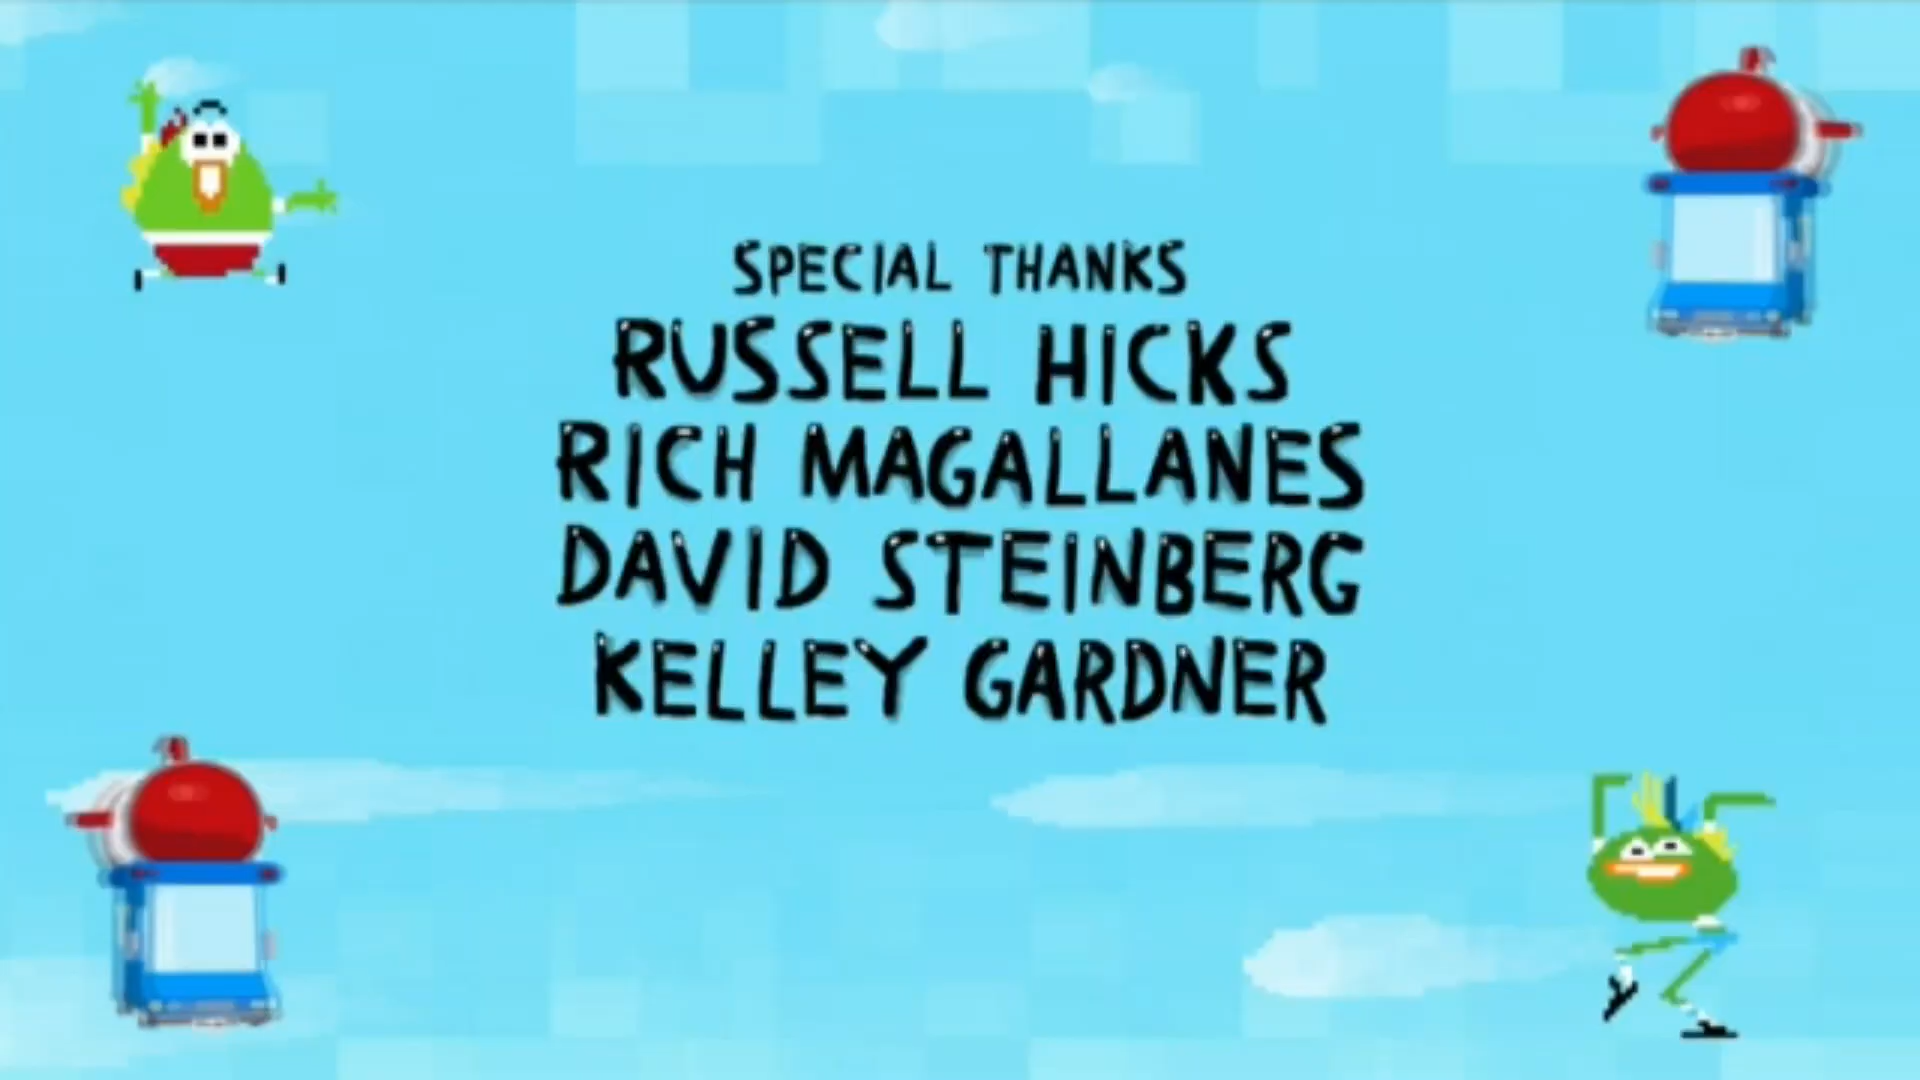 SPECIAL THANKS
RUSSELL HICKS
RICH MAGALLANES
DAVID STEINBERG
KELLEY GARDNER